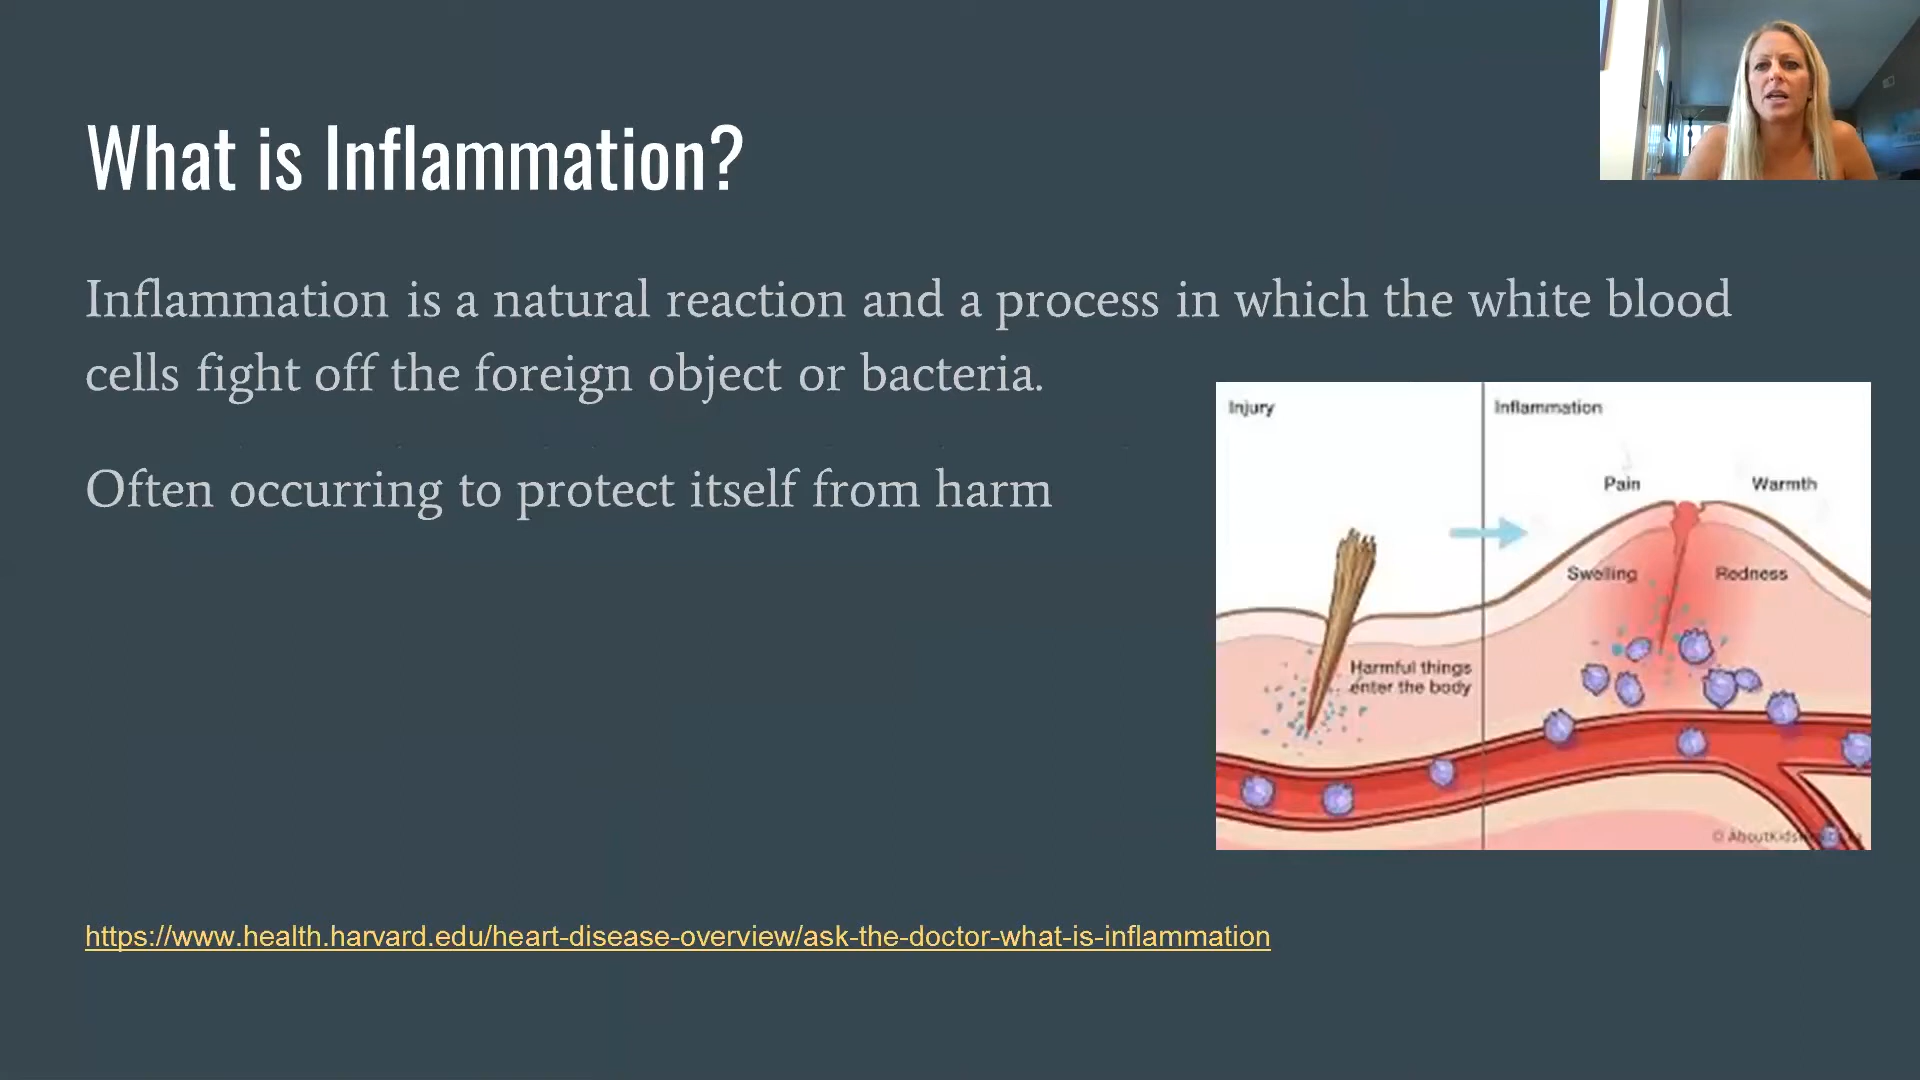 What is Inflammation?
Inflammation is a natural reaction and a process in which the white blood
cells fight off the foreign object or bacteria.
Often occurring to protect itself from harm
Injury
Inflammation
Pain
Warmth
Swelling
Redness
Harmful things
enter the body
© AboutKids
https://www.health.harvard.edu/heart-disease-overview/ask-the-doctor-what-is-inflammation